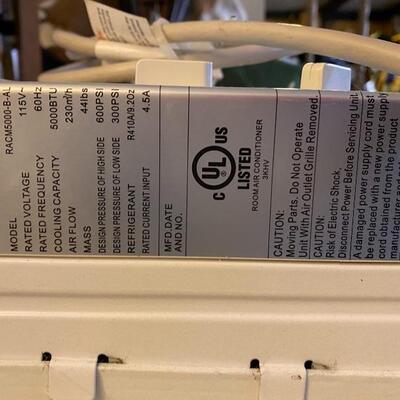 MODEL RACM5000-B-AL
RATED VOLTAGE 115V~
RATED FREQUENCY 60Hz
COOLING CAPACITY 5000BTU
AIR FLOW 230m³/h
MASS 44lbs
DESIGN PRESSURE OF HIGH SIDE 600PSI
DESIGN PRESSURE OF LOW SIDE 300PSI
REFRIGERANT R410A/9.2Oz
RATED CURRENT INPUT 4.5A
MFD.DATE
AND NO.
C UL US
LISTED
ROOM AIR CONDITIONER
3KHV
CAUTION:
Moving Parts. Do Not Operate
Unit With Air Outlet Grille Removed.
CAUTION:
Risk of Electric Shock,
Disconnect Power Before Servicing Unit
A damaged power supply cord must
be replaced with a new power supply
cord obtained from the product
manufacturer and